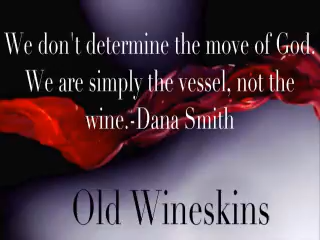 We don't determine the move of God.
We are simply the vessel, not the
wine.-Dana Smith
Old Wineskins